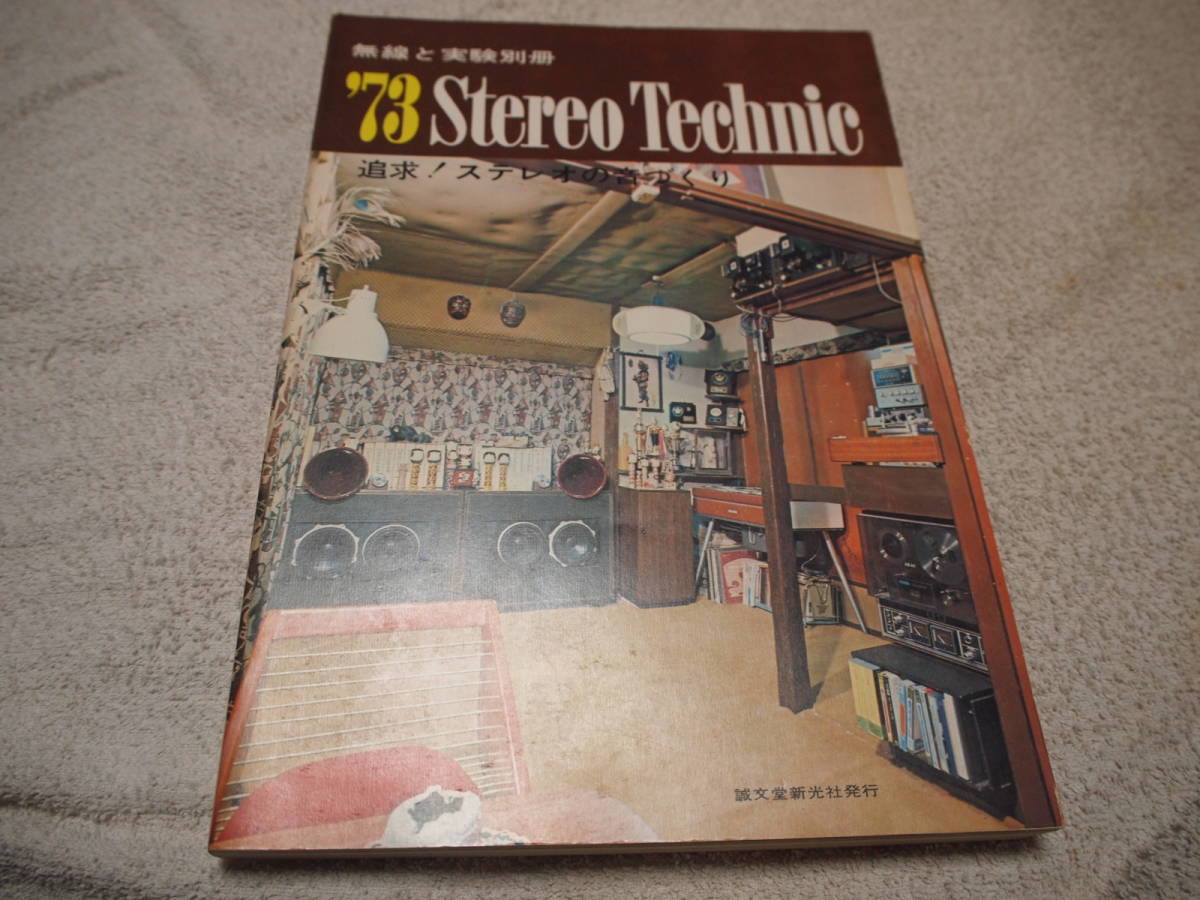 無線と実験別冊
'73 Stereo Technic
追求!ステレオの音づくり
誠文堂新光社発行